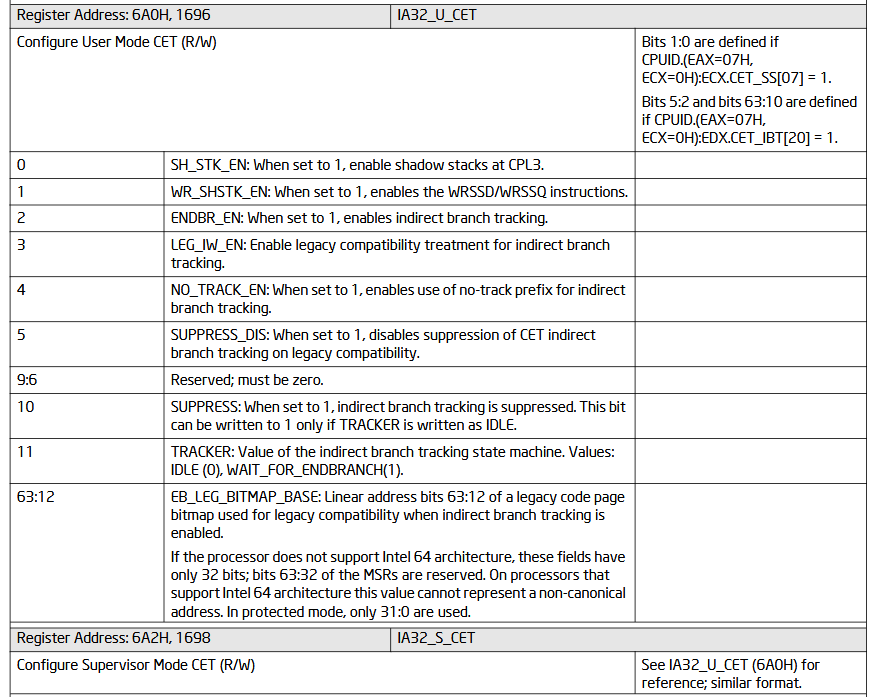 Register Address: 6A0H, 1696 IA32_U_CET
Configure User Mode CET (R/W) Bits 1:0 are defined if
CPUID.(EAX=07H,
ECX=0H):ECX.CET_SS[07] = 1.
Bits 5:2 and bits 63:10 are defined
if CPUID.(EAX=07H,
ECX=0H):EDX.CET_IBT[20] = 1.
0 SH_STK_EN: When set to 1, enable shadow stacks at CPL3.
1 WR_SHSTK_EN: When set to 1, enables the WRSSD/WRSSQ instructions.
2 ENDBR_EN: When set to 1, enables indirect branch tracking.
3 LEG_IW_EN: Enable legacy compatibility treatment for indirect branch
tracking.
4 NO_TRACK_EN: When set to 1, enables use of no-track prefix for indirect
branch tracking.
5 SUPPRESS_DIS: When set to 1, disables suppression of CET indirect
branch tracking on legacy compatibility.
9:6 Reserved; must be zero.
10 SUPPRESS: When set to 1, indirect branch tracking is suppressed. This bit
can be written to 1 only if TRACKER is written as IDLE.
11 TRACKER: Value of the indirect branch tracking state machine. Values:
IDLE (0), WAIT_FOR_ENDBRANCH(1).
63:12 EB_LEG_BITMAP_BASE: Linear address bits 63:12 of a legacy code page
bitmap used for legacy compatibility when indirect branch tracking is
enabled.
If the processor does not support Intel 64 architecture, these fields have
only 32 bits; bits 63:32 of the MSRs are reserved. On processors that
support Intel 64 architecture this value cannot represent a non-canonical
address. In protected mode, only 31:0 are used.
Register Address: 6A2H, 1698 IA32_S_CET
Configure Supervisor Mode CET (R/W) See IA32_U_CET (6A0H) for
reference; similar format.